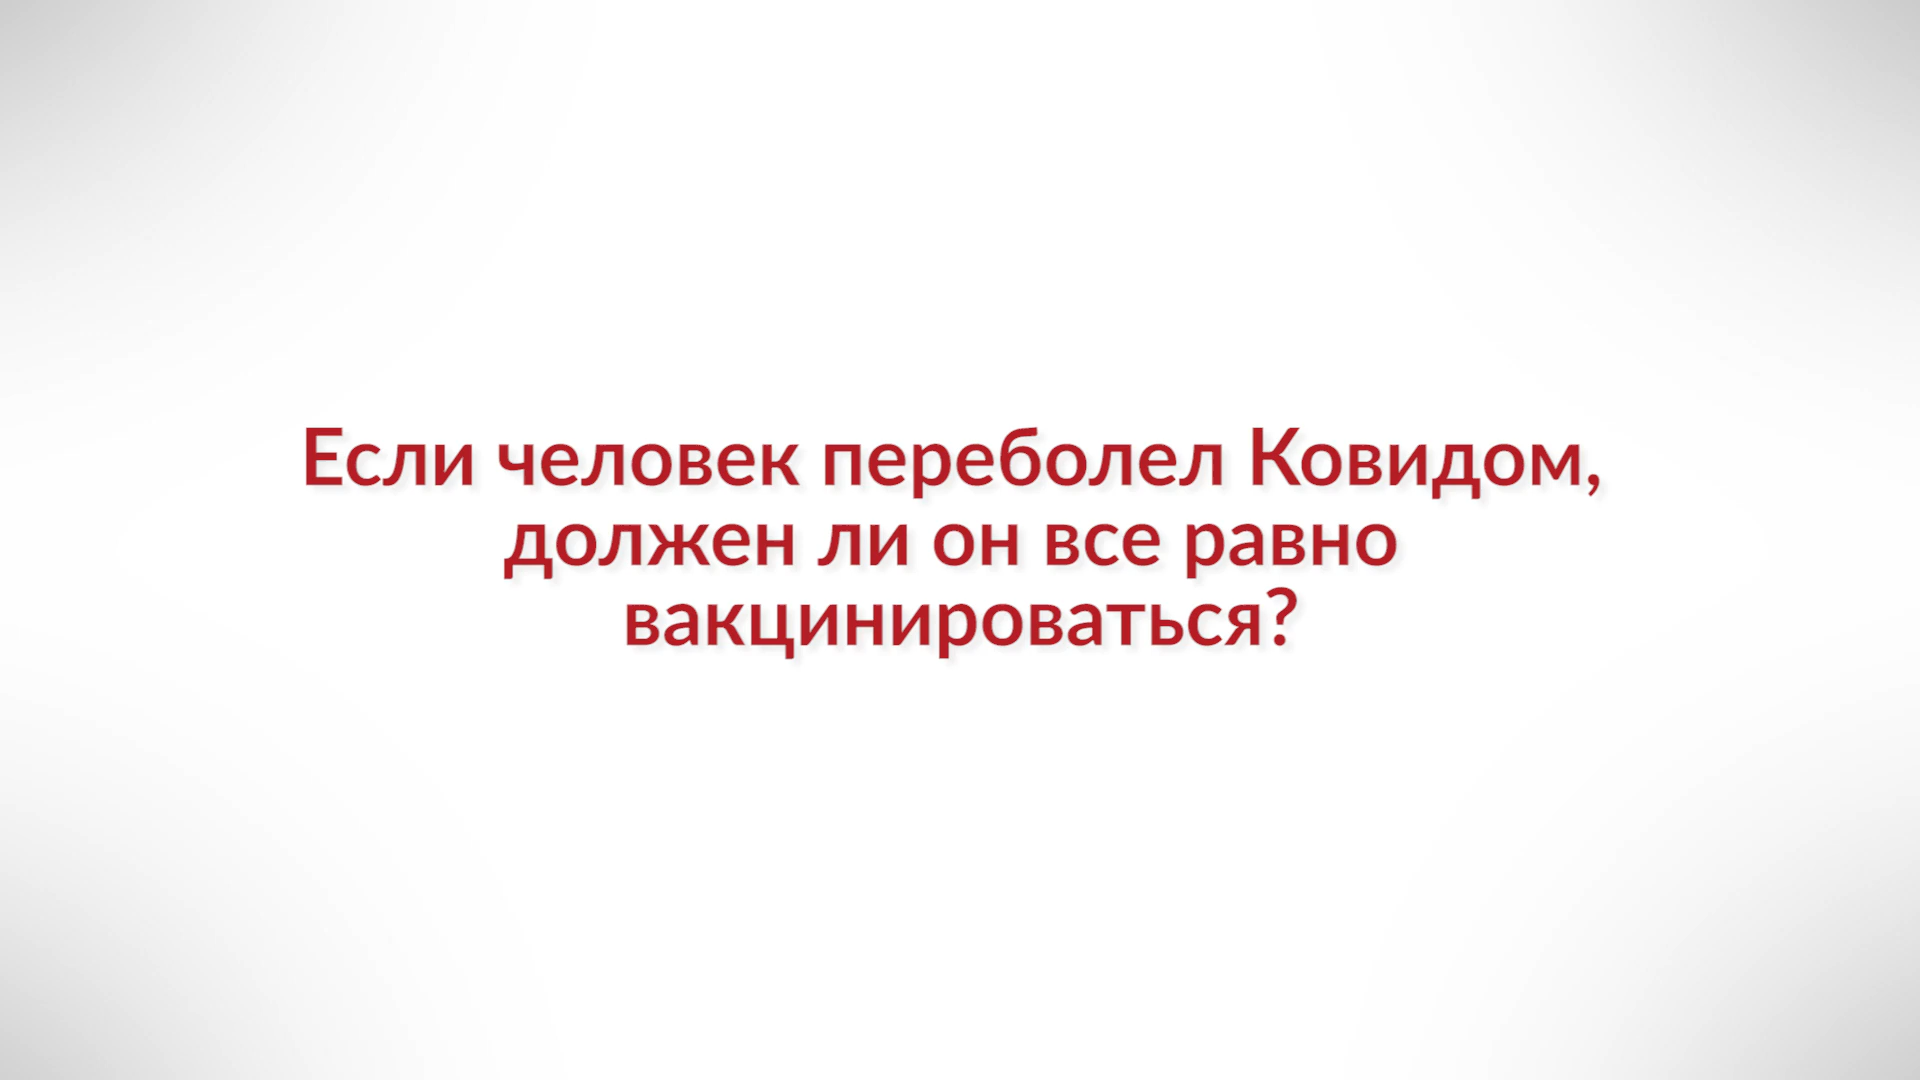 Если человек переболел Ковидом,
должен ли он все равно
вакцинироваться?